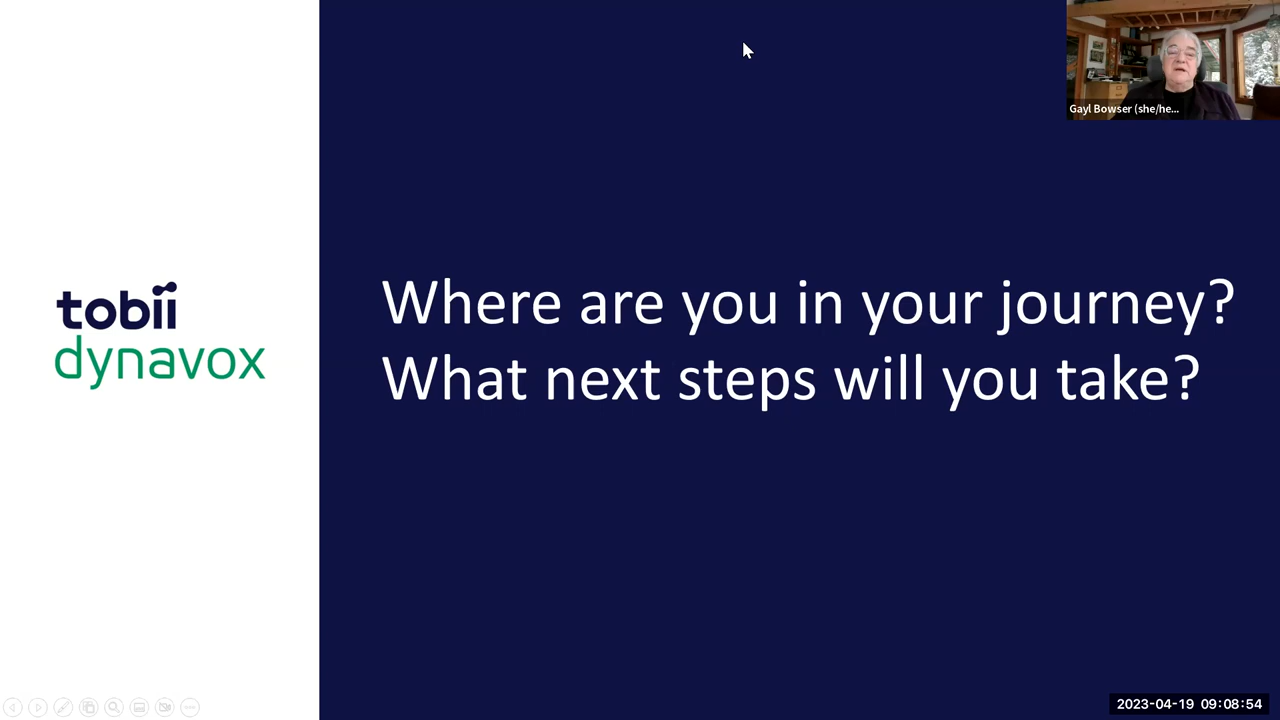 Gayl Bowser (she/he...
tobii
dynavox
Where are you in your journey?
What next steps will you take?
2023-04-19 09:08:54